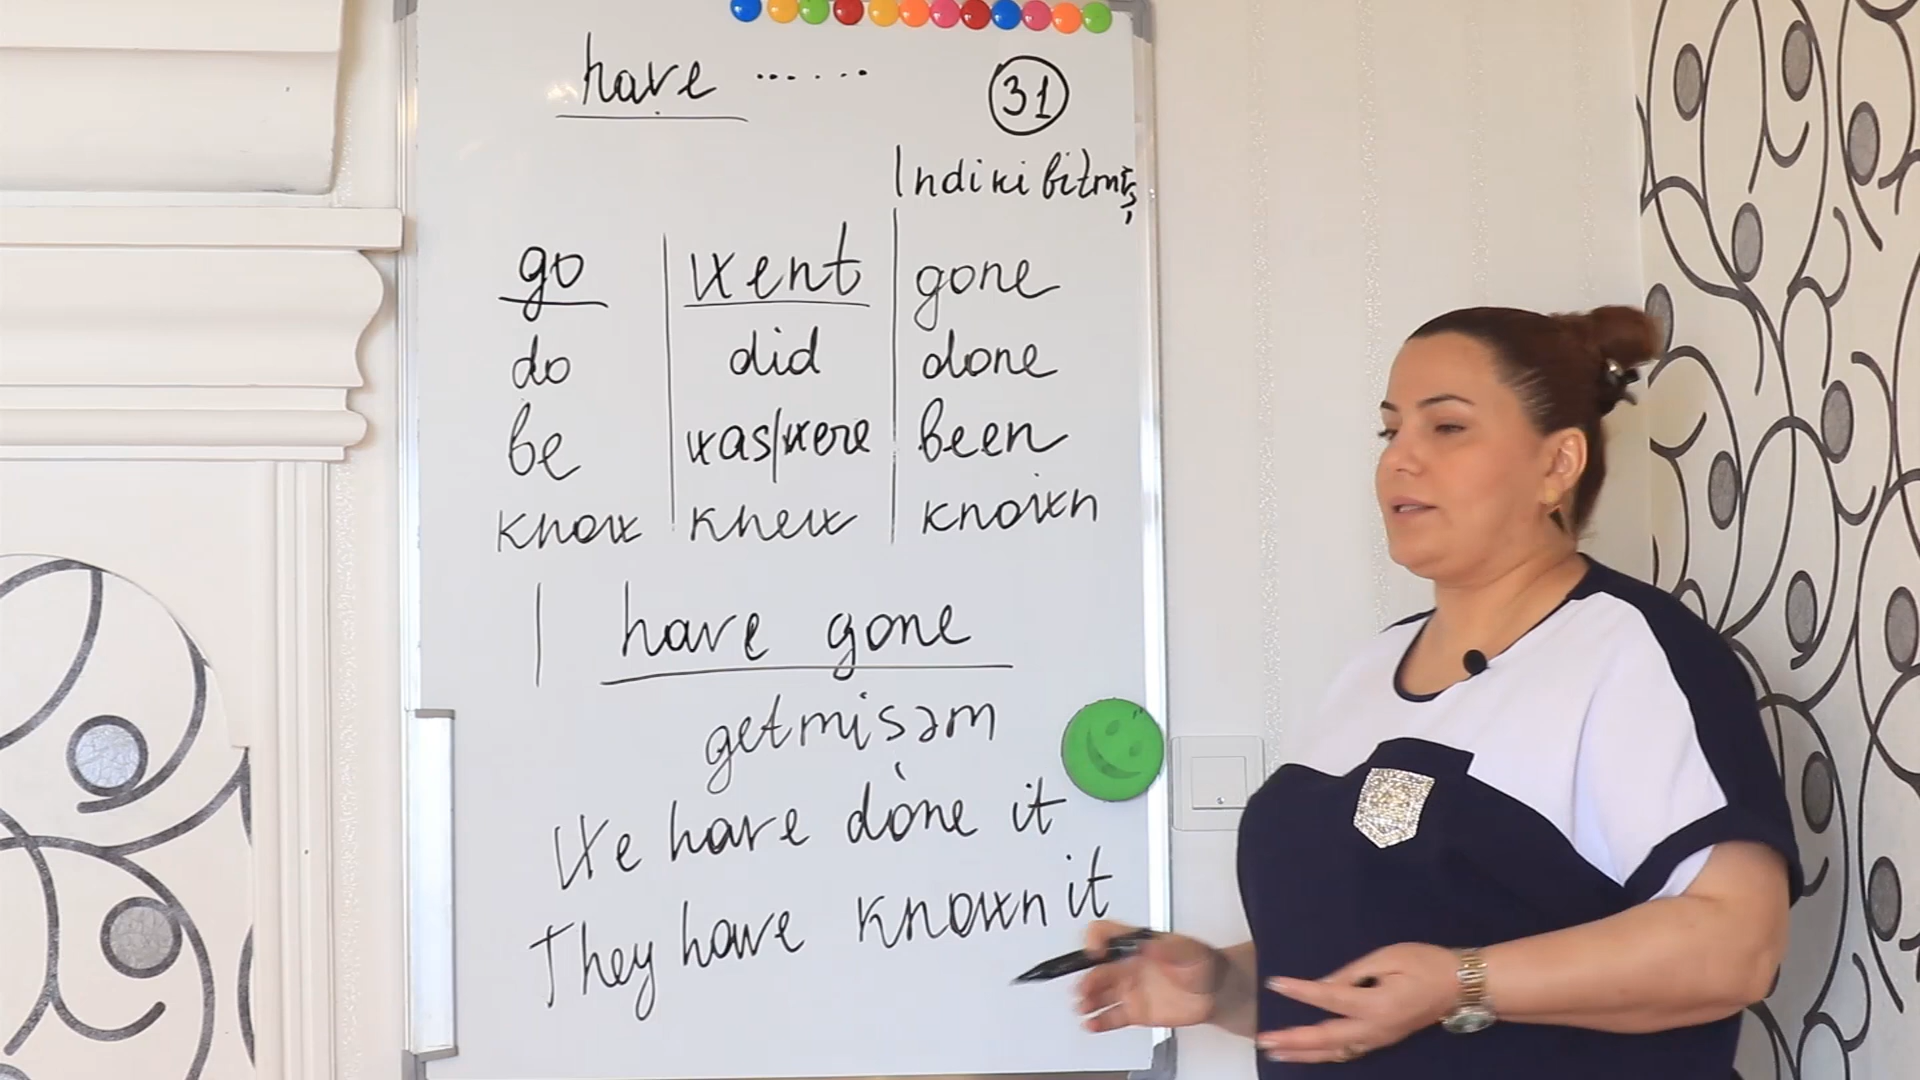 have ......
31
Indiki bitmiş
go went gone
do did done
be was/were been
know knew known
I have gone
getmişəm
We have done it
They have known it